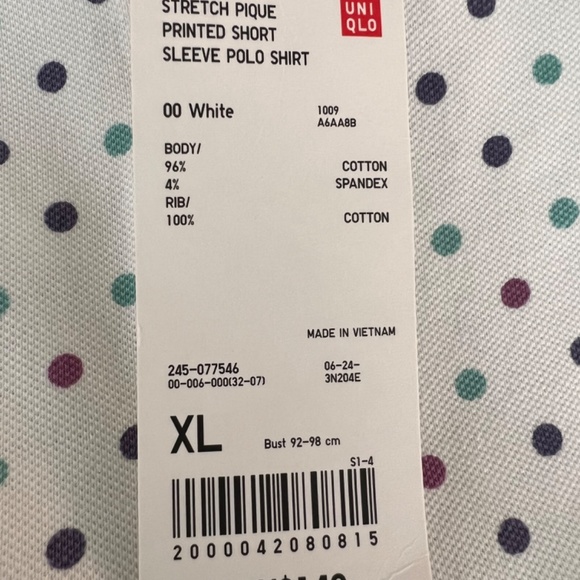 STRETCH PIQUE
PRINTED SHORT
SLEEVE POLO SHIRT
UNI
QLO
00 White
1009
A6AA8B
BODY/
96% COTTON
4% SPANDEX
RIB/
100% COTTON
MADE IN VIETNAM
245-077546
00-006-000(32-07)
06-24-
3N204E
XL Bust 92-98 cm
S1-4
2000042080815